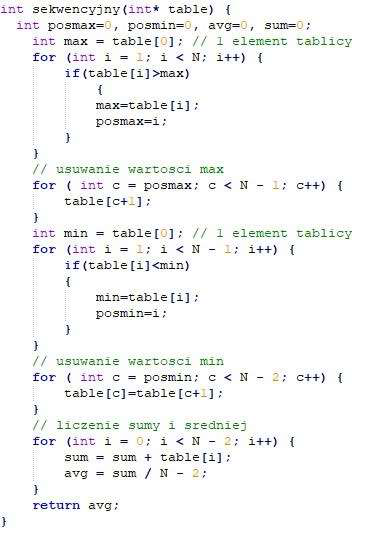 int sekwencyjny(int* table) {
  int posmax=0, posmin=0, avg=0, sum=0;
    int max = table[0]; // 1 element tablicy
    for (int i = 1; i < N; i++) {
        if(table[i]>max)
            {
            max=table[i];
            posmax=i;
        }
    }
    // usuwanie wartosci max
    for ( int c = posmax; c < N - 1; c++) {
        table[c+1];
    }
    int min = table[0]; // 1 element tablicy
    for (int i = 1; i < N - 1; i++) {
        if(table[i]<min)
        {
            min=table[i];
            posmin=i;
        }
    }
    // usuwanie wartosci min
    for ( int c = posmin; c < N - 2; c++) {
        table[c]=table[c+1];
    }
    // liczenie sumy i sredniej
    for (int i = 0; i < N - 2; i++) {
        sum = sum + table[i];
        avg = sum / N - 2;
    }
    return avg;
}